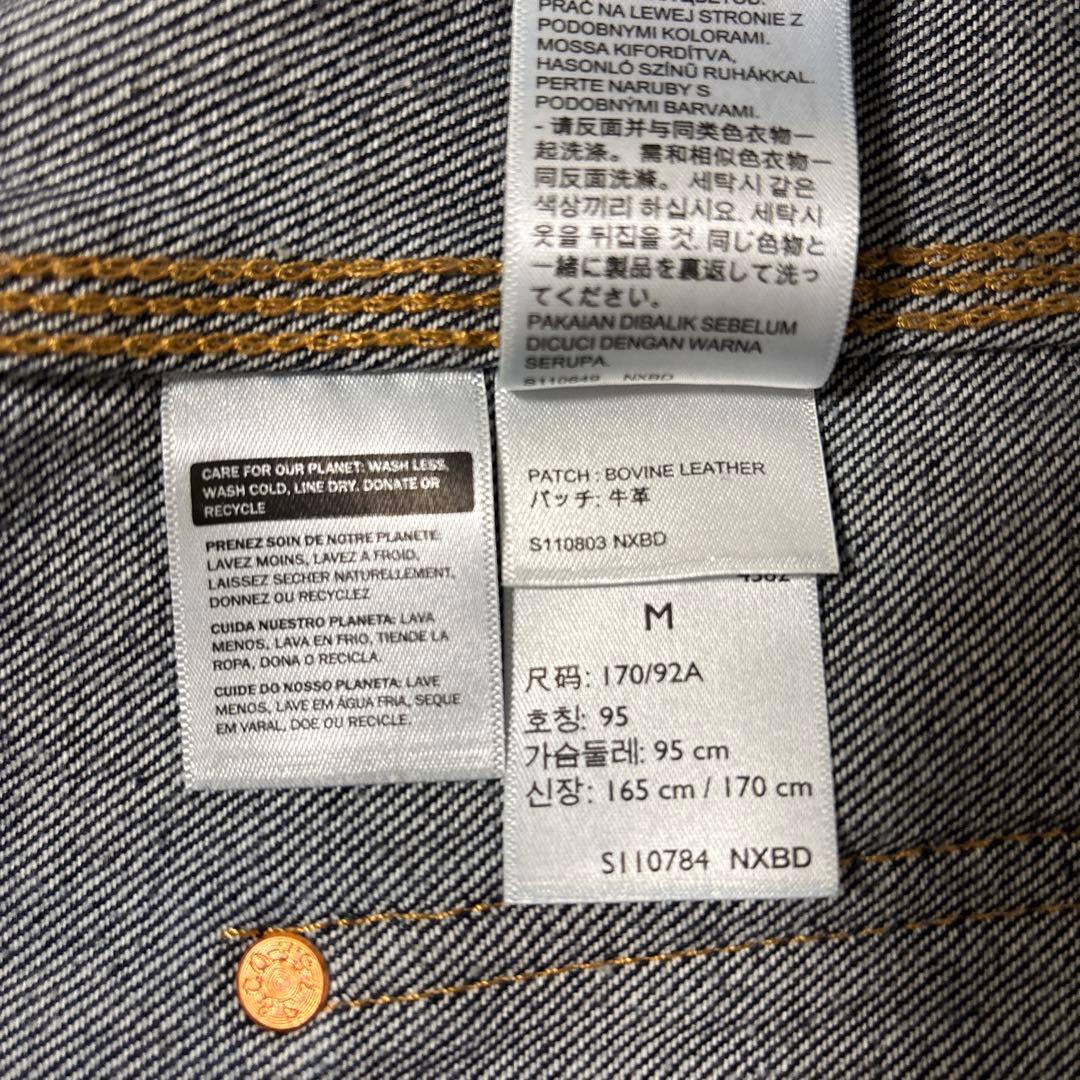 PRAĆ NA LEWEJ STRONIE Z
PODOBNYMI KOLORAMI.
MOSSA KIFORDÍTVA,
HASONLÓ SZÍNŰ RUHÁKKAL.
PERTE NARUBY S
PODOBNÝMI BARVAMI.
- 请反面并与同类色衣物一
起洗涤。 需和相似色衣物一
同反面洗滌。 세탁시 같은
색상끼리 하십시요. 세탁시
옷을 뒤집을 것. 同じ色物と
一緒に製品を裏返して洗っ
てください。
PAKAIAN DIBALIK SEBELUM
DICUCI DENGAN WARNA
SERUPA.
S110649 NXBD
CARE FOR OUR PLANET: WASH LESS,
WASH COLD, LINE DRY. DONATE OR
RECYCLE
PRENEZ SOIN DE NOTRE PLANETE:
LAVEZ MOINS, LAVEZ A FROID,
LAISSEZ SECHER NATURELLEMENT,
DONNEZ OU RECYCLEZ
CUIDA NUESTRO PLANETA: LAVA
MENOS, LAVA EN FRIO, TIENDE LA
ROPA, DONA O RECICLA.
CUIDE DO NOSSO PLANETA: LAVE
MENOS, LAVE EM ÁGUA FRIA, SEQUE
EM VARAL, DOE OU RECICLE.
PATCH : BOVINE LEATHER
パッチ: 牛革
S110803 NXBD
M
尺码: 170/92A
호칭: 95
가슴둘레: 95 cm
신장: 165 cm / 170 cm
S110784 NXBD